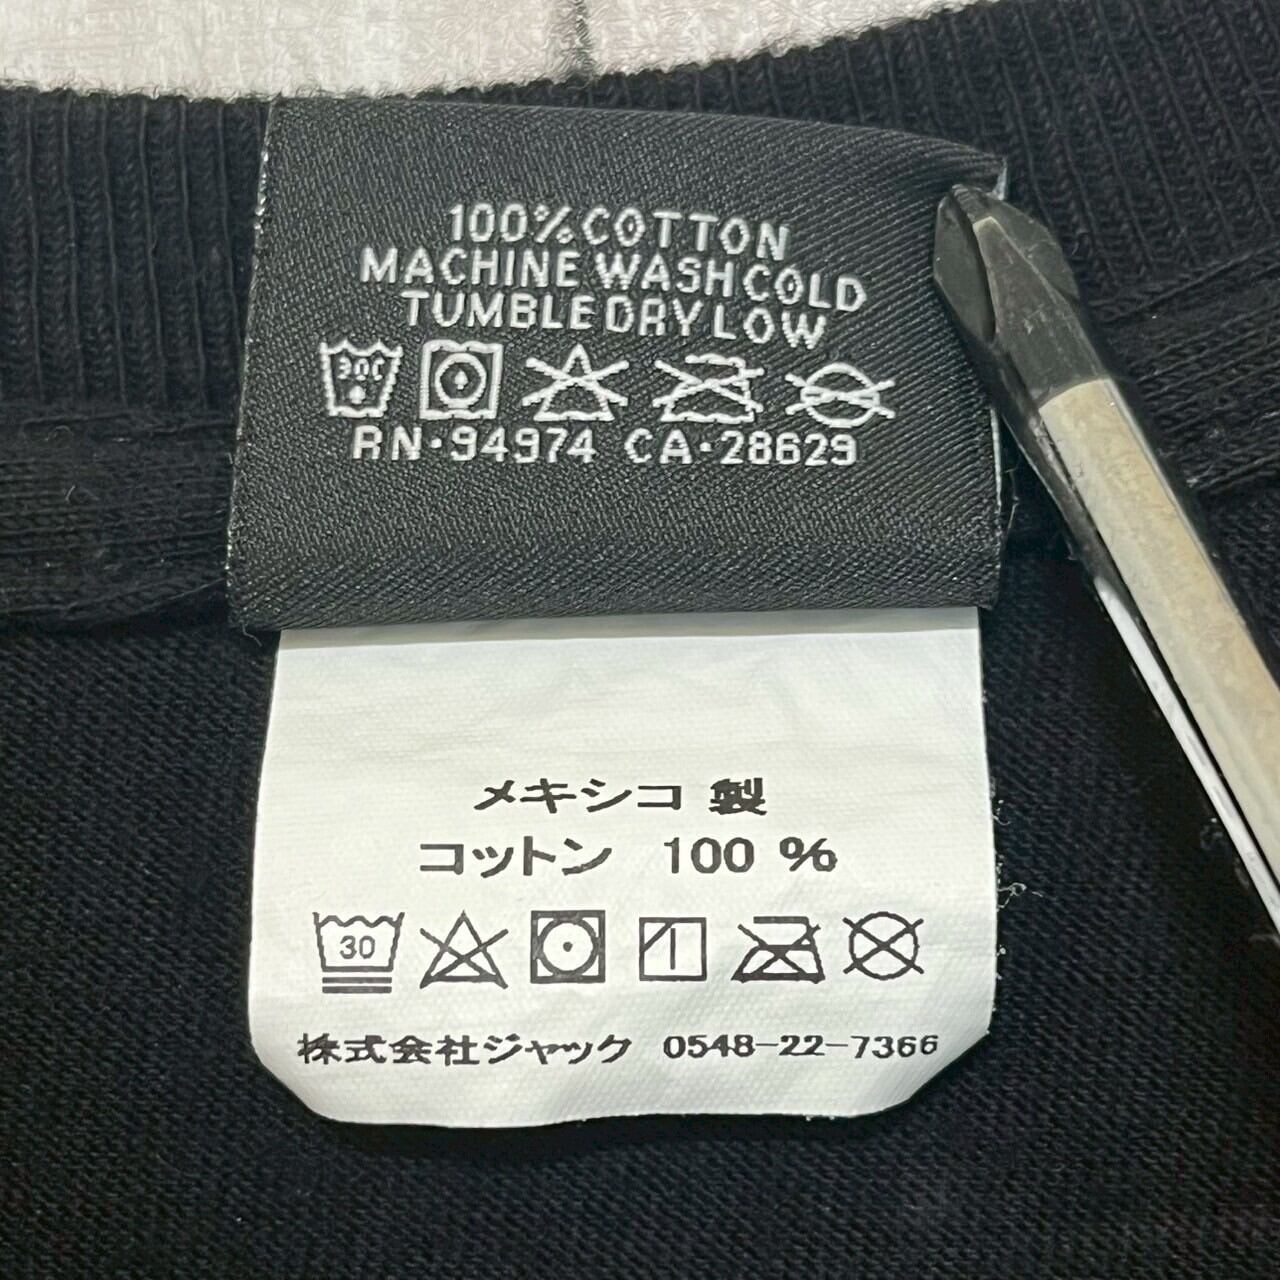 100% COTTON
MACHINE WASH COLD
TUMBLE DRY LOW
30C
RN·94974 CA·28629
メキシコ 製
コットン 100 %
30
株式会社ジャック 0548-22-7366